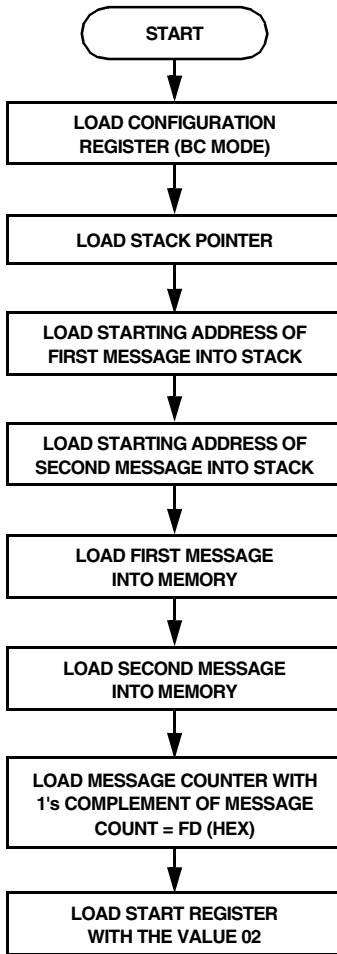 START
LOAD CONFIGURATION
REGISTER (BC MODE)
LOAD STACK POINTER
LOAD STARTING ADDRESS OF
FIRST MESSAGE INTO STACK
LOAD STARTING ADDRESS OF
SECOND MESSAGE INTO STACK
LOAD FIRST MESSAGE
INTO MEMORY
LOAD SECOND MESSAGE
INTO MEMORY
LOAD MESSAGE COUNTER WITH
1's COMPLEMENT OF MESSAGE
COUNT = FD (HEX)
LOAD START REGISTER
WITH THE VALUE 02